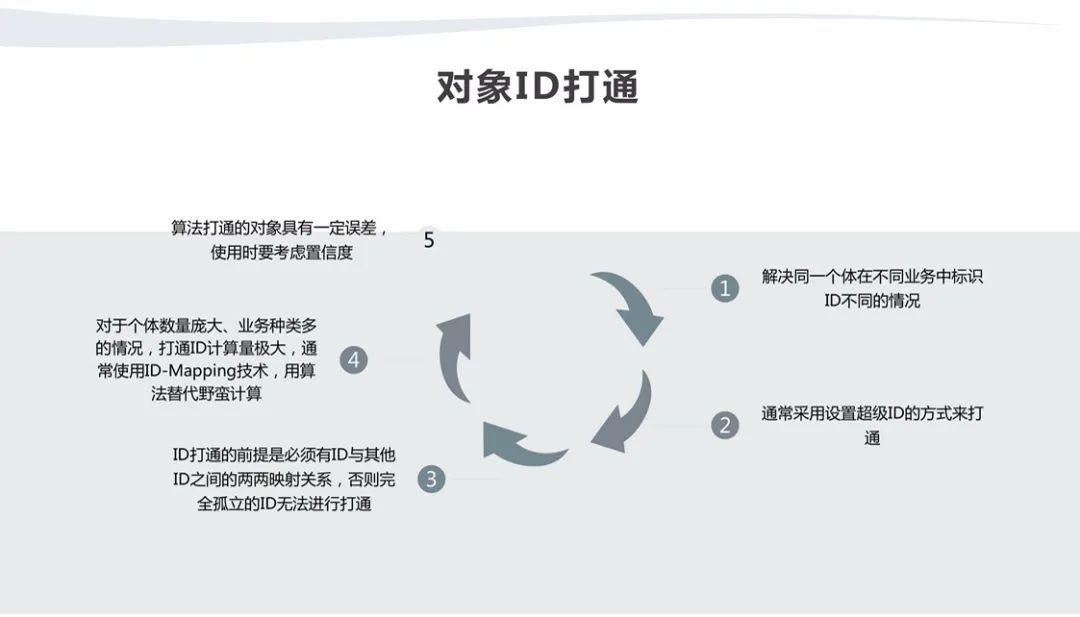 对象ID打通
1
解决同一个体在不同业务中标识
ID不同的情况
2
通常采用设置超级ID的方式来打
通
3
ID打通的前提是必须有ID与其他
ID之间的两两映射关系，否则完
全孤立的ID无法进行打通
4
对于个体数量庞大、业务种类多
的情况，打通ID计算量极大，通
常使用ID-Mapping技术，用算
法替代野蛮计算
5
算法打通的对象具有一定误差，
使用时要考虑置信度